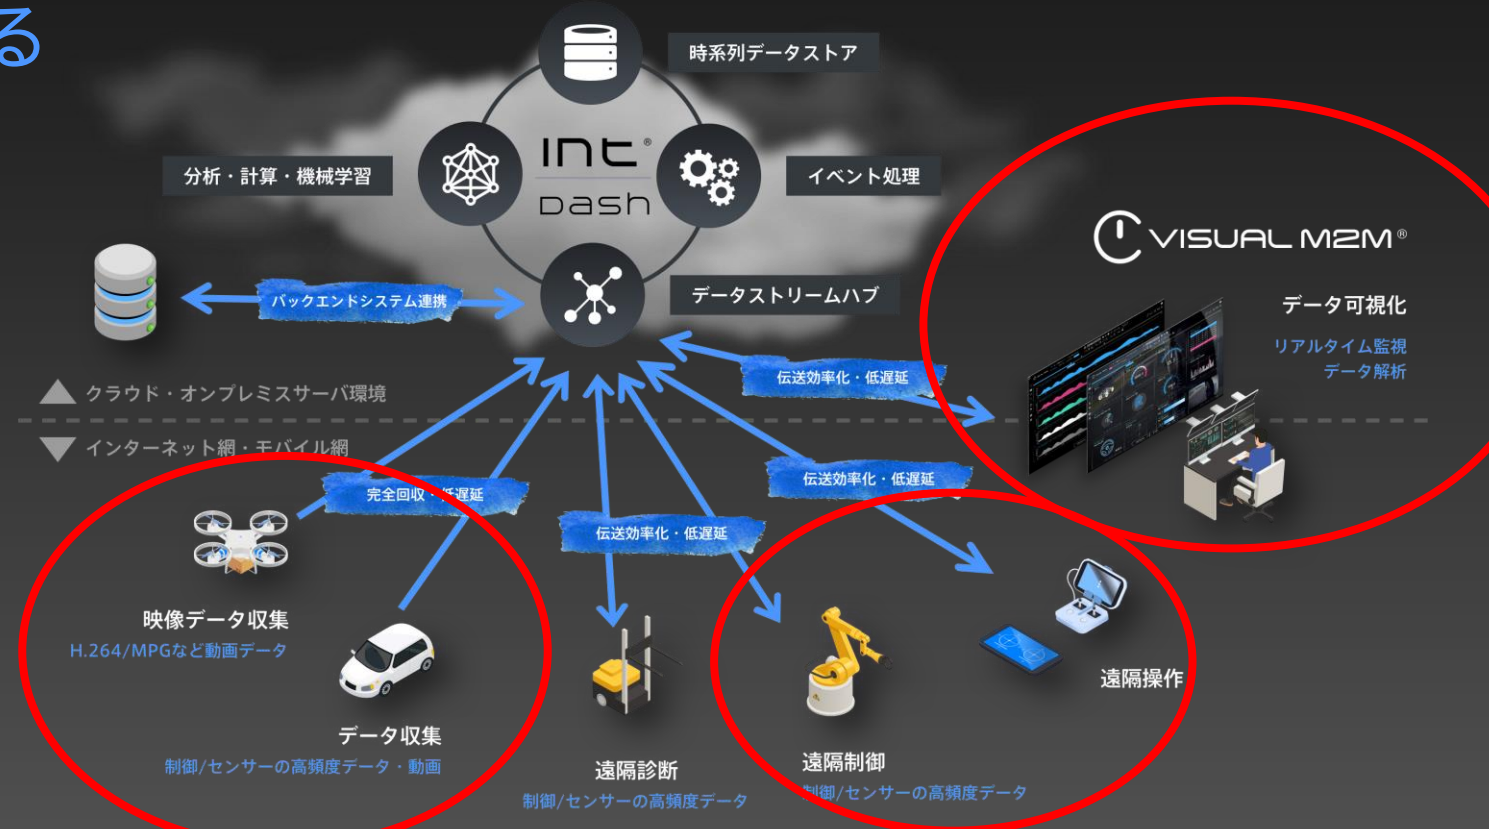 る
時系列データストア
分析・計算・機械学習
INT®
DASH
イベント処理
VISUAL M2M®
データストリームハブ
バックエンドシステム連携
データ可視化
リアルタイム監視
データ解析
伝送効率化・低遅延
クラウド・オンプレミスサーバ環境
インターネット網・モバイル網
完全回収・低遅延
伝送効率化・低遅延
伝送効率化・低遅延
映像データ収集
H.264/MPGなど動画データ
データ収集
制御/センサーの高頻度データ・動画
遠隔診断
制御/センサーの高頻度データ
遠隔制御
制御/センサーの高頻度データ
遠隔操作